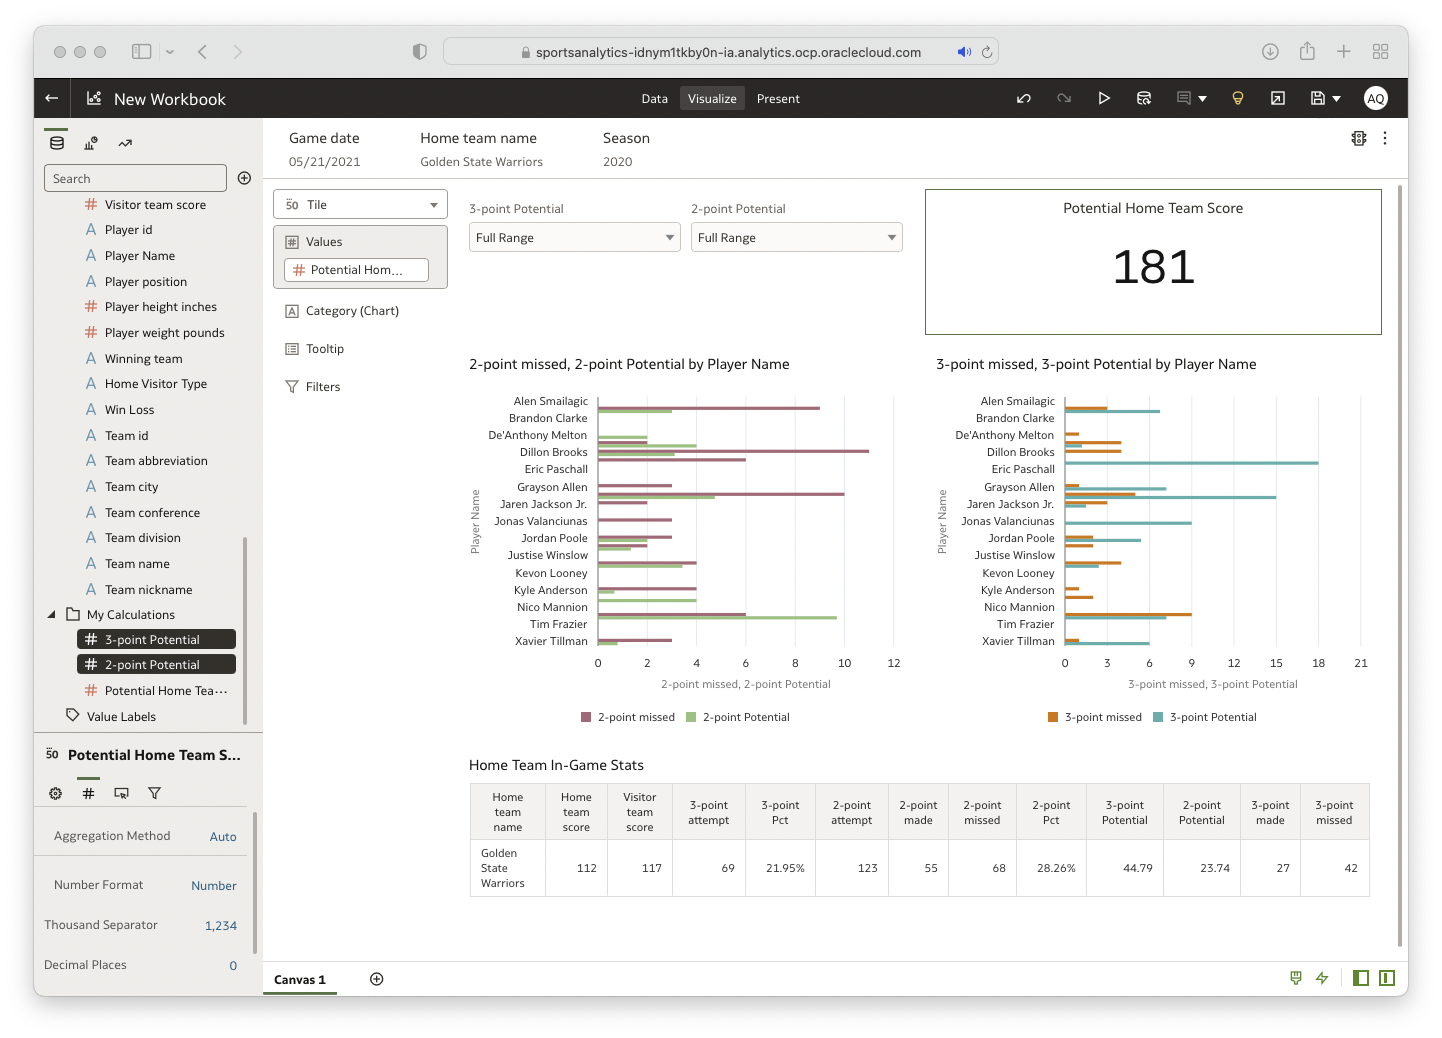 sportsanalytics-idnym1tkby0n-ia.analytics.ocp.oraclecloud.com
New Workbook
Data Visualize Present
AQ
Game date Home team name Season
05/21/2021 Golden State Warriors 2020
Search
Visitor team score
Player id
Player Name
Player position
Player height inches
Player weight pounds
Winning team
Home Visitor Type
Win Loss
Team id
Team abbreviation
Team city
Team conference
Team division
Team name
Team nickname
My Calculations
3-point Potential
2-point Potential
Potential Home Tea...
Value Labels
50 Potential Home Team S...
Aggregation Method Auto
Number Format Number
Thousand Separator 1,234
Decimal Places 0
50 Tile
Values
Potential Hom...
Category (Chart)
Tooltip
Filters
3-point Potential 2-point Potential
Full Range Full Range
Potential Home Team Score
181
2-point missed, 2-point Potential by Player Name
Player Name
Alen Smailagic
Brandon Clarke
De'Anthony Melton
Dillon Brooks
Eric Paschall
Grayson Allen
Jaren Jackson Jr.
Jonas Valanciunas
Jordan Poole
Justise Winslow
Kevon Looney
Kyle Anderson
Nico Mannion
Tim Frazier
Xavier Tillman
0 2 4 6 8 10 12
2-point missed, 2-point Potential
2-point missed 2-point Potential
3-point missed, 3-point Potential by Player Name
Player Name
Alen Smailagic
Brandon Clarke
De'Anthony Melton
Dillon Brooks
Eric Paschall
Grayson Allen
Jaren Jackson Jr.
Jonas Valanciunas
Jordan Poole
Justise Winslow
Kevon Looney
Kyle Anderson
Nico Mannion
Tim Frazier
Xavier Tillman
0 3 6 9 12 15 18 21
3-point missed, 3-point Potential
3-point missed 3-point Potential
Home Team In-Game Stats
Home team name Home team score Visitor team score 3-point attempt 3-point Pct 2-point attempt 2-point made 2-point missed 2-point Pct 3-point Potential 2-point Potential 3-point made 3-point missed
Golden State Warriors 112 117 69 21.95% 123 55 68 28.26% 44.79 23.74 27 42
Canvas 1